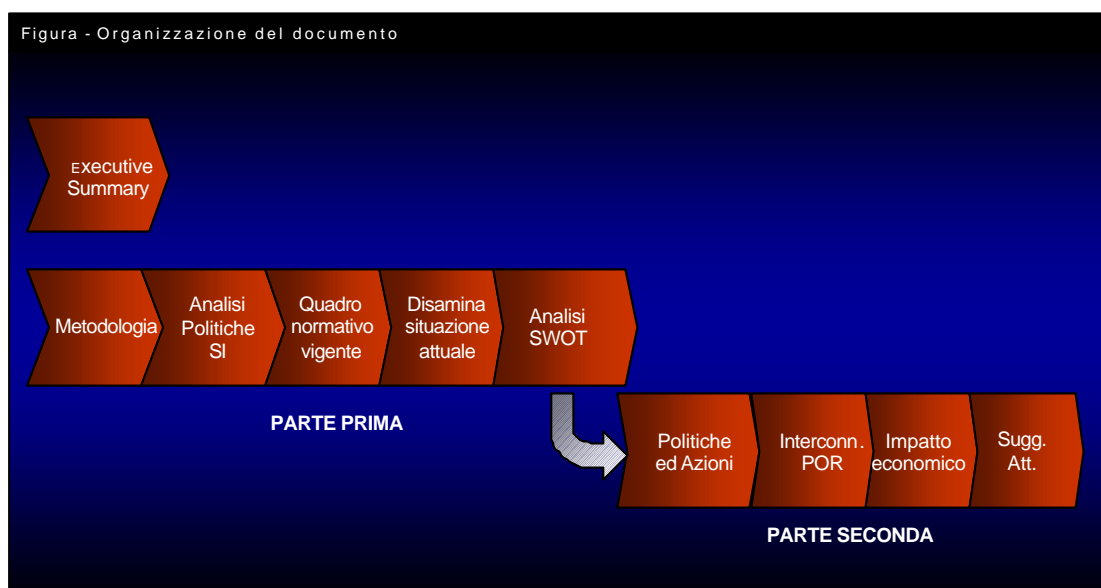 Figura - Organizzazione del documento
Executive
Summary
Metodologia
Analisi
Politiche
SI
Quadro
normativo
vigente
Disamina
situazione
attuale
Analisi
SWOT
PARTE PRIMA
Politiche
ed Azioni
Interconn.
POR
Impatto
economico
Sugg.
Att.
PARTE SECONDA